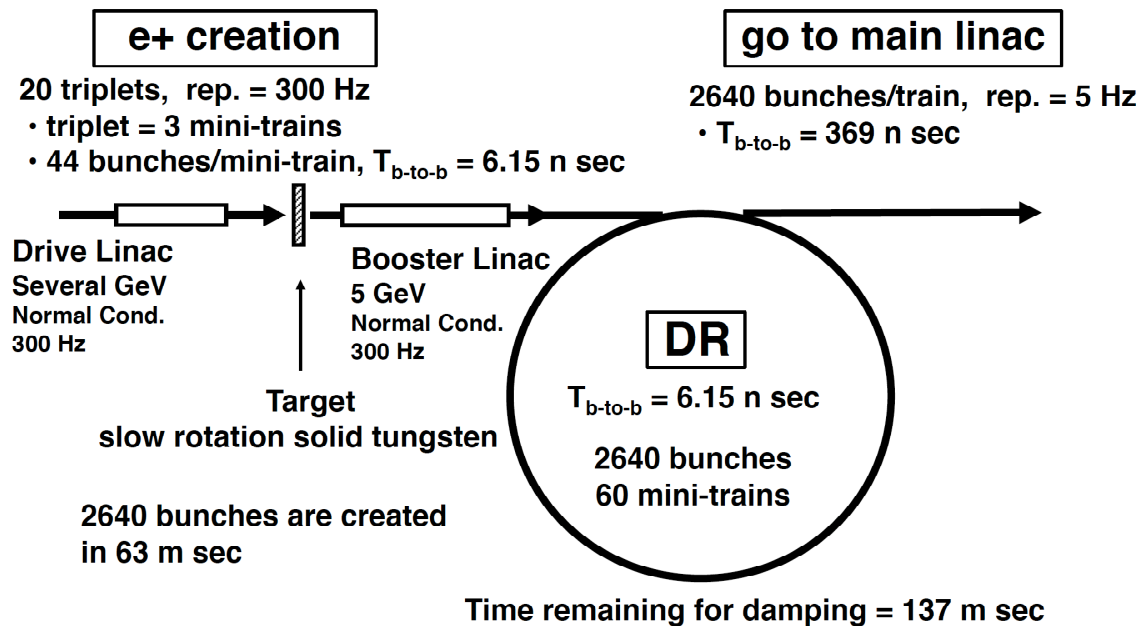 e+ creation
20 triplets, rep. = 300 Hz
・triplet = 3 mini-trains
・44 bunches/mini-train, Tb-to-b = 6.15 n sec
go to main linac
2640 bunches/train, rep. = 5 Hz
・Tb-to-b = 369 n sec
Drive Linac
Several GeV
Normal Cond.
300 Hz
Booster Linac
5 GeV
Normal Cond.
300 Hz
Target
slow rotation solid tungsten
DR
Tb-to-b = 6.15 n sec
2640 bunches
60 mini-trains
2640 bunches are created
in 63 m sec
Time remaining for damping = 137 m sec